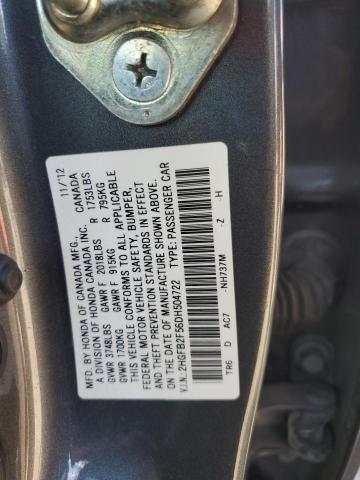 MFD. BY HONDA OF CANADA MFG., CANADA 11/12
A DIVISION OF HONDA CANADA INC.
GVWR 3748LBS GAWR F 2018LBS R 1753LBS
GVWR 1700KG GAWR F 915KG R 795KG
THIS VEHICLE CONFORMS TO ALL APPLICABLE
FEDERAL MOTOR VEHICLE SAFETY, BUMPER,
AND THEFT PREVENTION STANDARDS IN EFFECT
ON THE DATE OF MANUFACTURE SHOWN ABOVE.
V.I.N.: 2HGFB2F56DH504722 TYPE: PASSENGER CAR
TR6 D AC7 -NH737M -Z -H